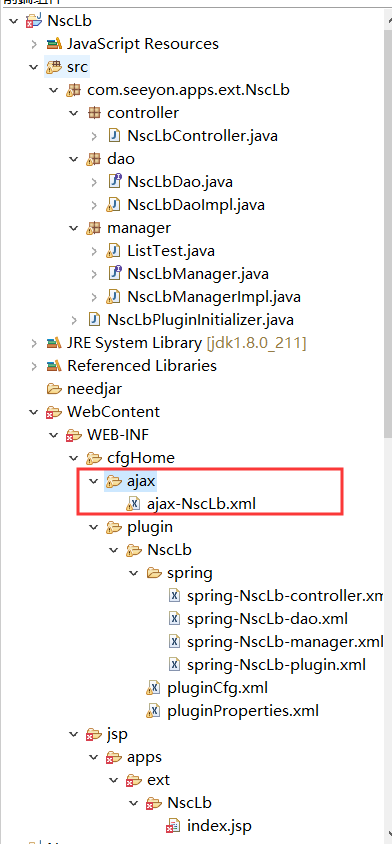 NscLb
JavaScript Resources
src
com.seeyon.apps.ext.NscLb
controller
NscLbController.java
dao
NscLbDao.java
NscLbDaoImpl.java
manager
ListTest.java
NscLbManager.java
NscLbManagerImpl.java
NscLbPluginInitializer.java
JRE System Library [jdk1.8.0_211]
Referenced Libraries
needjar
WebContent
WEB-INF
cfgHome
ajax
ajax-NscLb.xml
plugin
NscLb
spring
spring-NscLb-controller.xm
spring-NscLb-dao.xml
spring-NscLb-manager.xml
spring-NscLb-plugin.xml
pluginCfg.xml
pluginProperties.xml
jsp
apps
ext
NscLb
index.jsp